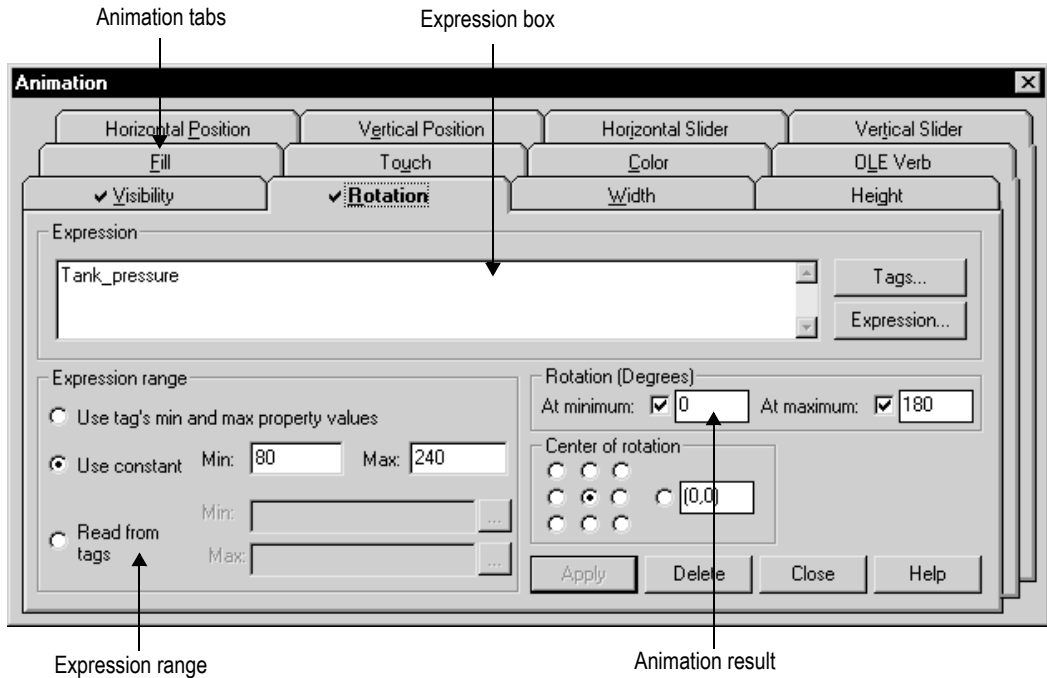 Animation tabs
Expression box
Animation
Horizontal Position
Vertical Position
Horizontal Slider
Vertical Slider
Fill
Touch
Color
OLE Verb
Visibility
Rotation
Width
Height
Expression
Tank_pressure
Tags...
Expression...
Expression range
Use tag's min and max property values
Use constant
Min: 80
Max: 240
Read from tags
Min:
...
Max:
...
Rotation (Degrees)
At minimum: 0
At maximum: 180
Center of rotation
(0,0)
Apply
Delete
Close
Help
Expression range
Animation result